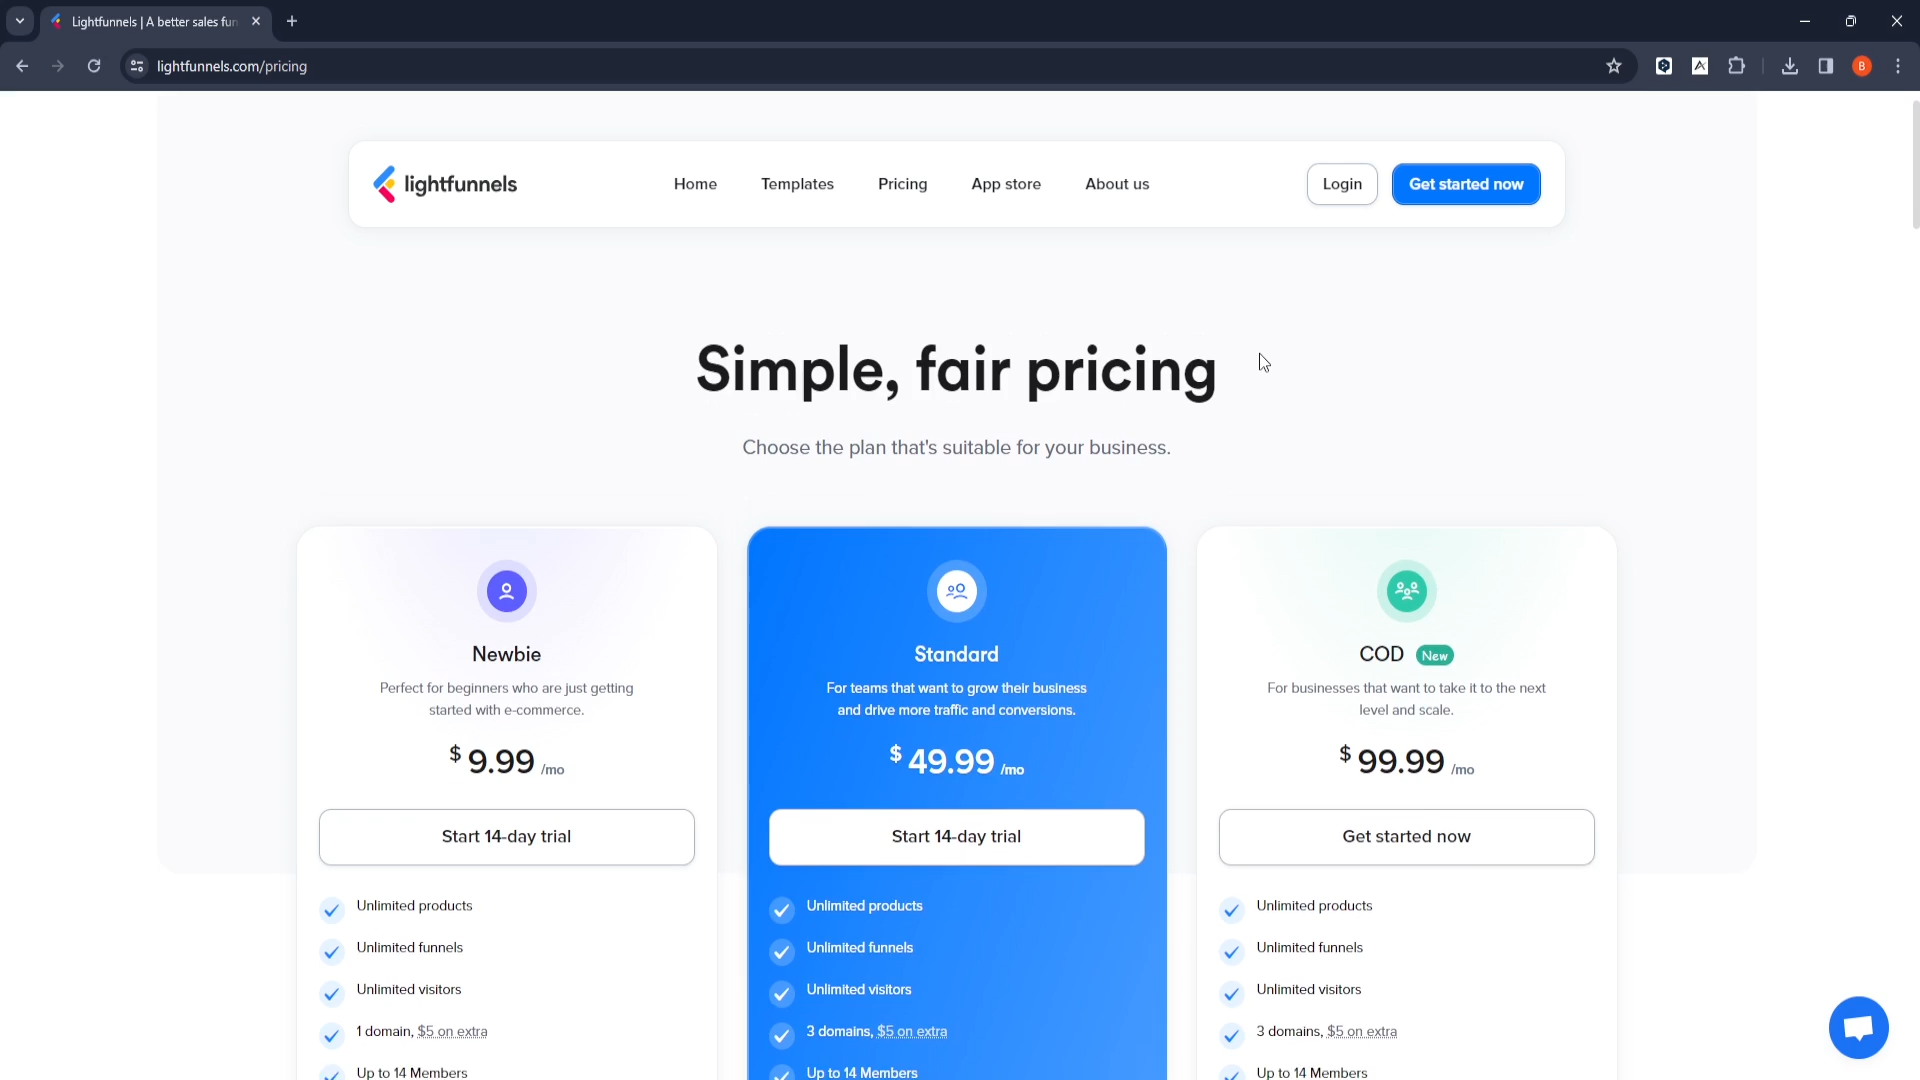 Lightfunnels | A better sales fun
lightfunnels.com/pricing
B
lightfunnels
Home
Templates
Pricing
App store
About us
Login
Get started now
Simple, fair pricing
Choose the plan that's suitable for your business.
Newbie
Perfect for beginners who are just getting
started with e-commerce.
$ 9.99 /mo
Start 14-day trial
Unlimited products
Unlimited funnels
Unlimited visitors
1 domain, $5 on extra
Up to 14 Members
Standard
For teams that want to grow their business
and drive more traffic and conversions.
$ 49.99 /mo
Start 14-day trial
Unlimited products
Unlimited funnels
Unlimited visitors
3 domains, $5 on extra
Up to 14 Members
COD New
For businesses that want to take it to the next
level and scale.
$ 99.99 /mo
Get started now
Unlimited products
Unlimited funnels
Unlimited visitors
3 domains, $5 on extra
Up to 14 Members